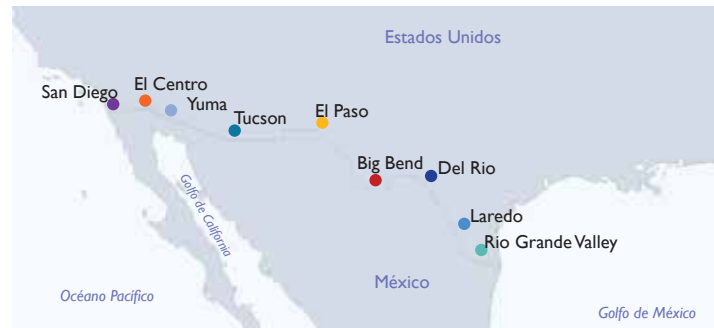 Estados Unidos
El Centro
San Diego
Yuma
El Paso
Tucson
Big Bend
Del Rio
Golfo de California
Laredo
Rio Grande Valley
México
Océano Pacífico
Golfo de México